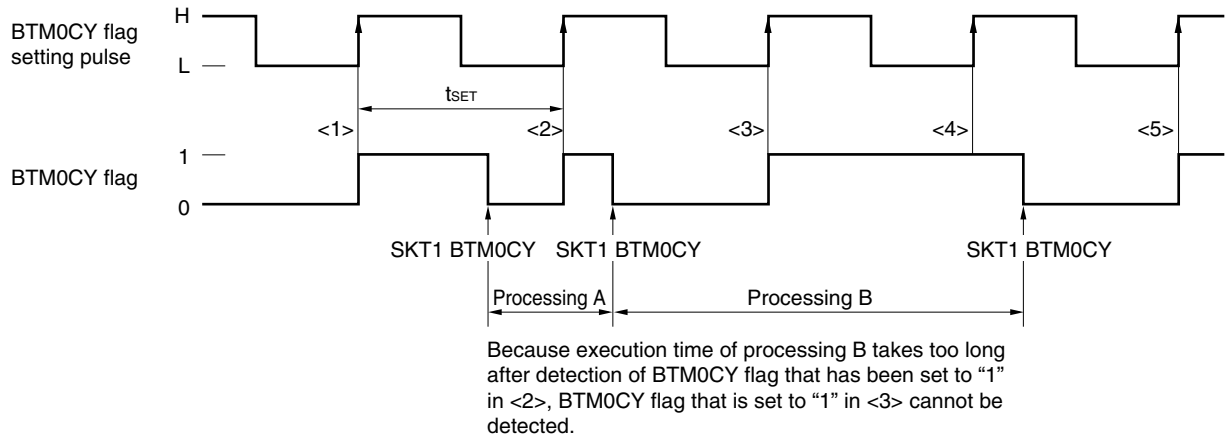 H
BTM0CY flag
setting pulse
L
tSET
<1>
<2>
<3>
<4>
<5>
1
BTM0CY flag
0
SKT1 BTM0CY
SKT1 BTM0CY
SKT1 BTM0CY
Processing A
Processing B
Because execution time of processing B takes too long
after detection of BTM0CY flag that has been set to “1”
in <2>, BTM0CY flag that is set to “1” in <3> cannot be
detected.